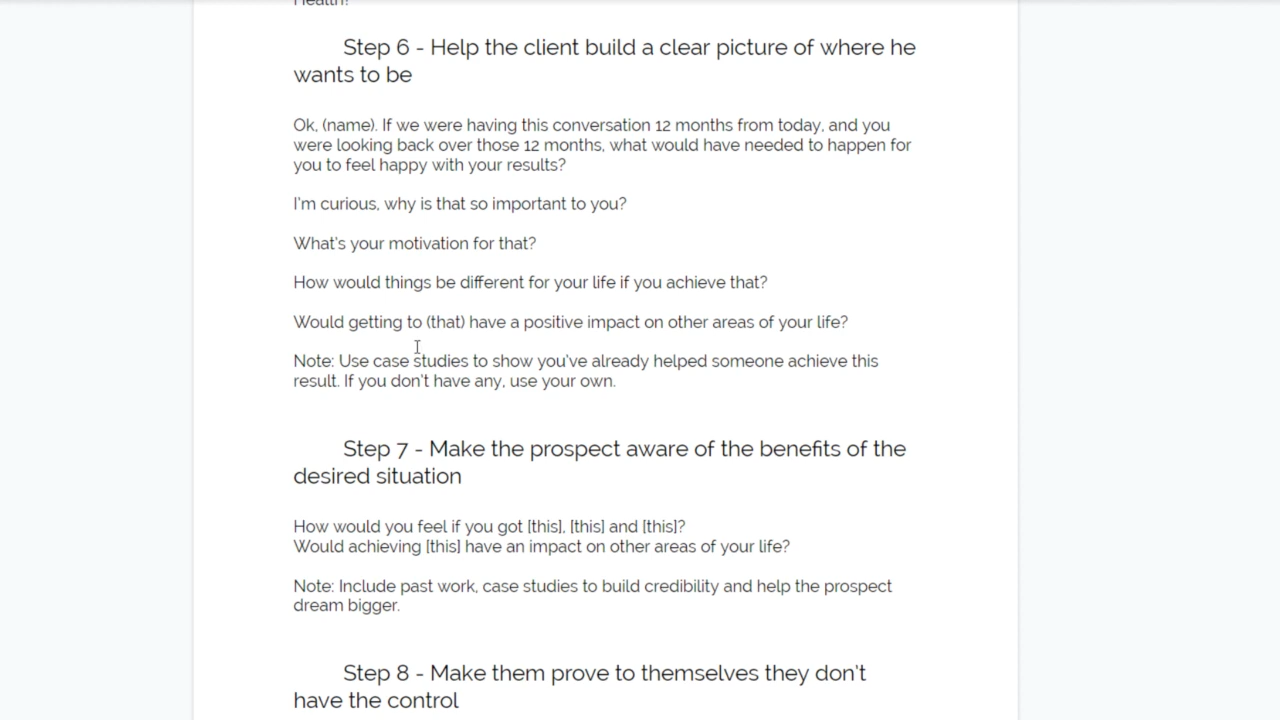 Health?
Step 6 - Help the client build a clear picture of where he
wants to be
Ok, (name). If we were having this conversation 12 months from today, and you
were looking back over those 12 months, what would have needed to happen for
you to feel happy with your results?
I'm curious, why is that so important to you?
What's your motivation for that?
How would things be different for your life if you achieve that?
Would getting to (that) have a positive impact on other areas of your life?
Note: Use case studies to show you've already helped someone achieve this
result. If you don't have any, use your own.
Step 7 - Make the prospect aware of the benefits of the
desired situation
How would you feel if you got [this], [this] and [this]?
Would achieving [this] have an impact on other areas of your life?
Note: Include past work, case studies to build credibility and help the prospect
dream bigger.
Step 8 - Make them prove to themselves they don't
have the control